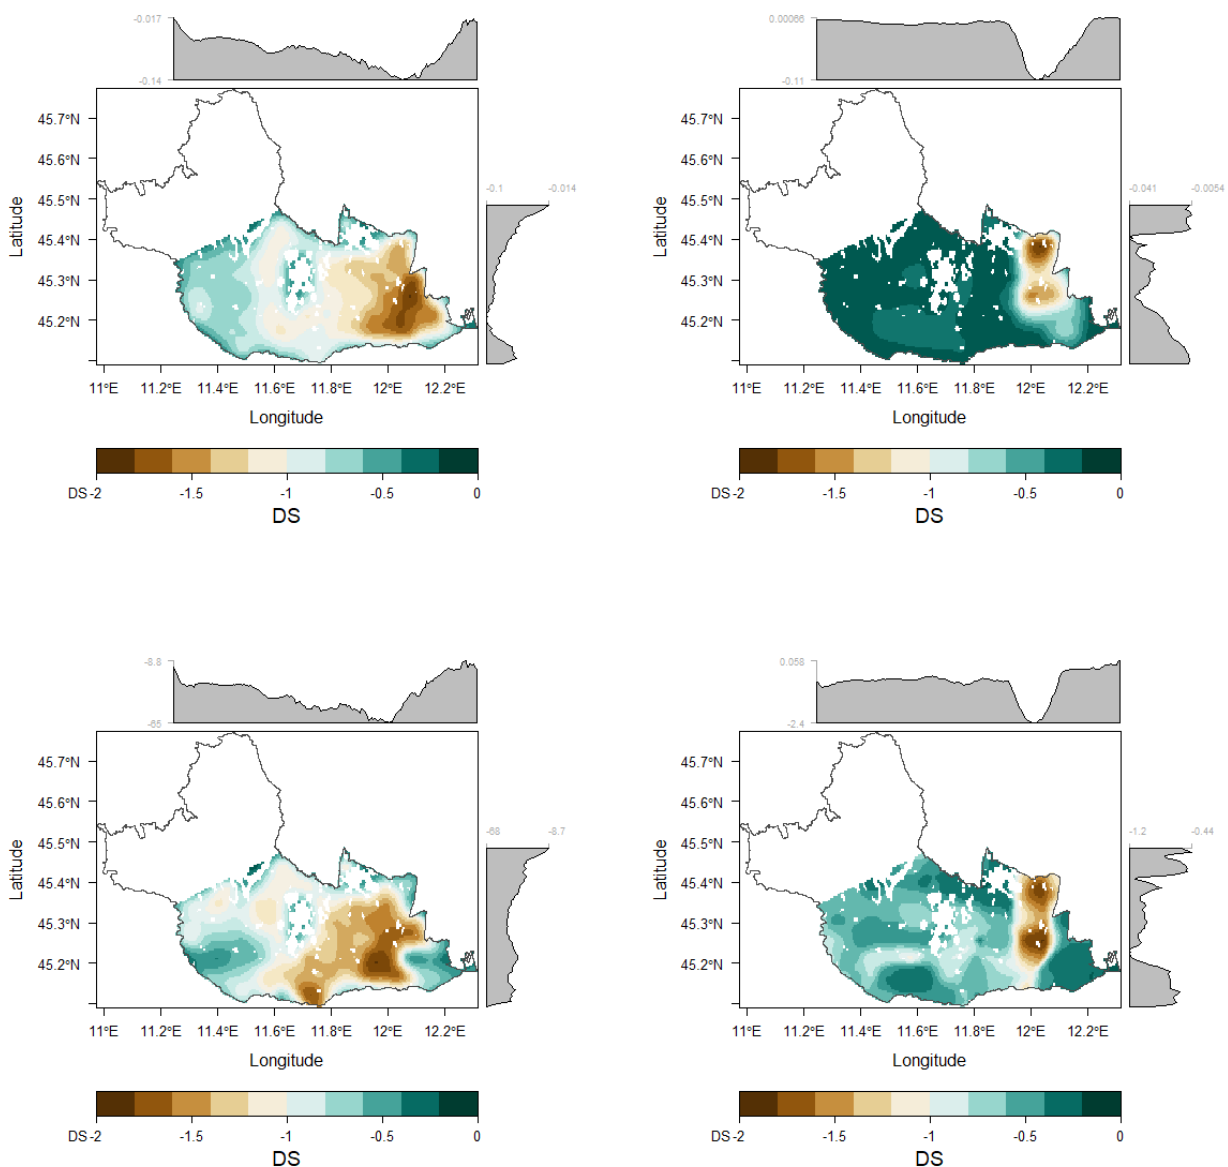 -0.017
-0.14
45.7°N
45.6°N
45.5°N
45.4°N
45.3°N
45.2°N
Latitude
-0.1 -0.014
11°E 11.2°E 11.4°E 11.6°E 11.8°E 12°E 12.2°E
Longitude
DS -2 -1.5 -1 -0.5 0
DS
0.00066
-0.11
45.7°N
45.6°N
45.5°N
45.4°N
45.3°N
45.2°N
Latitude
-0.041 -0.0054
11°E 11.2°E 11.4°E 11.6°E 11.8°E 12°E 12.2°E
Longitude
DS -2 -1.5 -1 -0.5 0
DS
-8.8
-85
45.7°N
45.6°N
45.5°N
45.4°N
45.3°N
45.2°N
Latitude
-68 -8.7
11°E 11.2°E 11.4°E 11.6°E 11.8°E 12°E 12.2°E
Longitude
DS -2 -1.5 -1 -0.5 0
DS
0.058
-2.4
45.7°N
45.6°N
45.5°N
45.4°N
45.3°N
45.2°N
Latitude
-1.2 -0.44
11°E 11.2°E 11.4°E 11.6°E 11.8°E 12°E 12.2°E
Longitude
DS -2 -1.5 -1 -0.5 0
DS